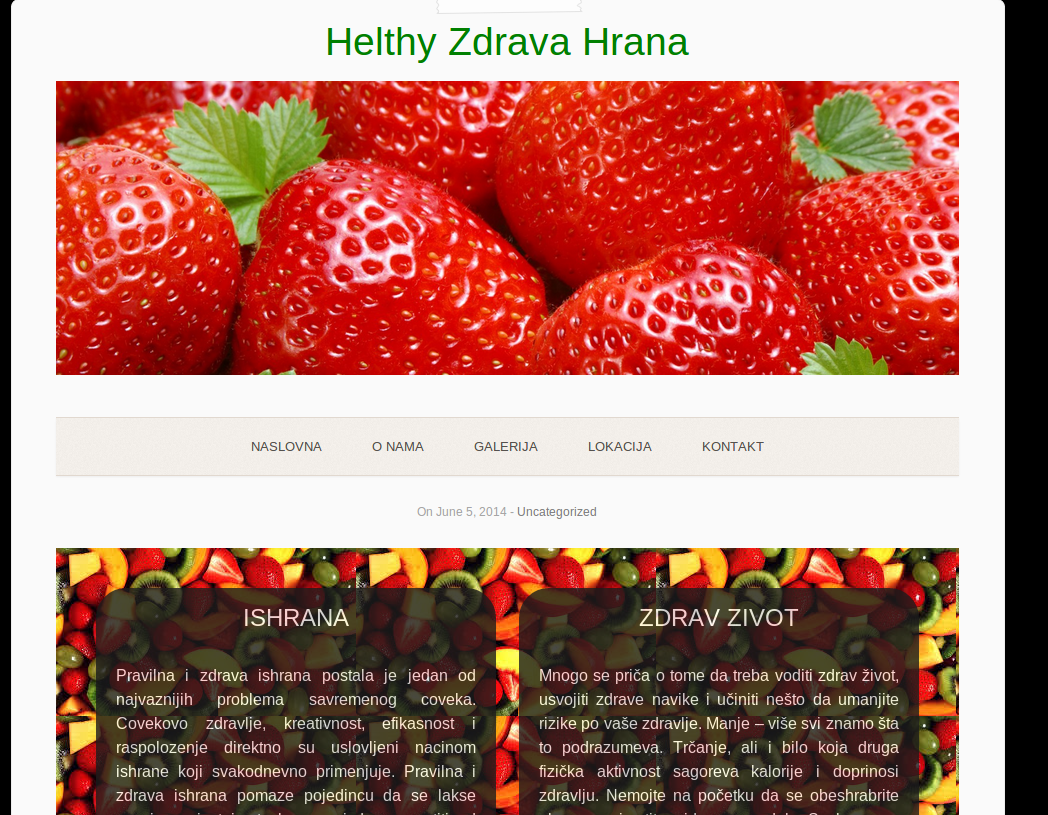 Helthy Zdrava Hrana
NASLOVNA O NAMA GALERIJA LOKACIJA KONTAKT
On June 5, 2014 - Uncategorized
ISHRANA
Pravilna i zdrava ishrana postala je jedan od
najvaznijih problema savremenog coveka.
Covekovo zdravlje, kreativnost, efikasnost i
raspolozenje direktno su uslovljeni nacinom
ishrane koji svakodnevno primenjuje. Pravilna i
zdrava ishrana pomaze pojedincu da se lakse
ZDRAV ZIVOT
Mnogo se priča o tome da treba voditi zdrav život,
usvojiti zdrave navike i učiniti nešto da umanjite
rizike po vaše zdravlje. Manje – više svi znamo šta
to podrazumeva. Trčanje, ali i bilo koja druga
fizička aktivnost sagoreva kalorije i doprinosi
zdravlju. Nemojte na početku da se obeshrabrite